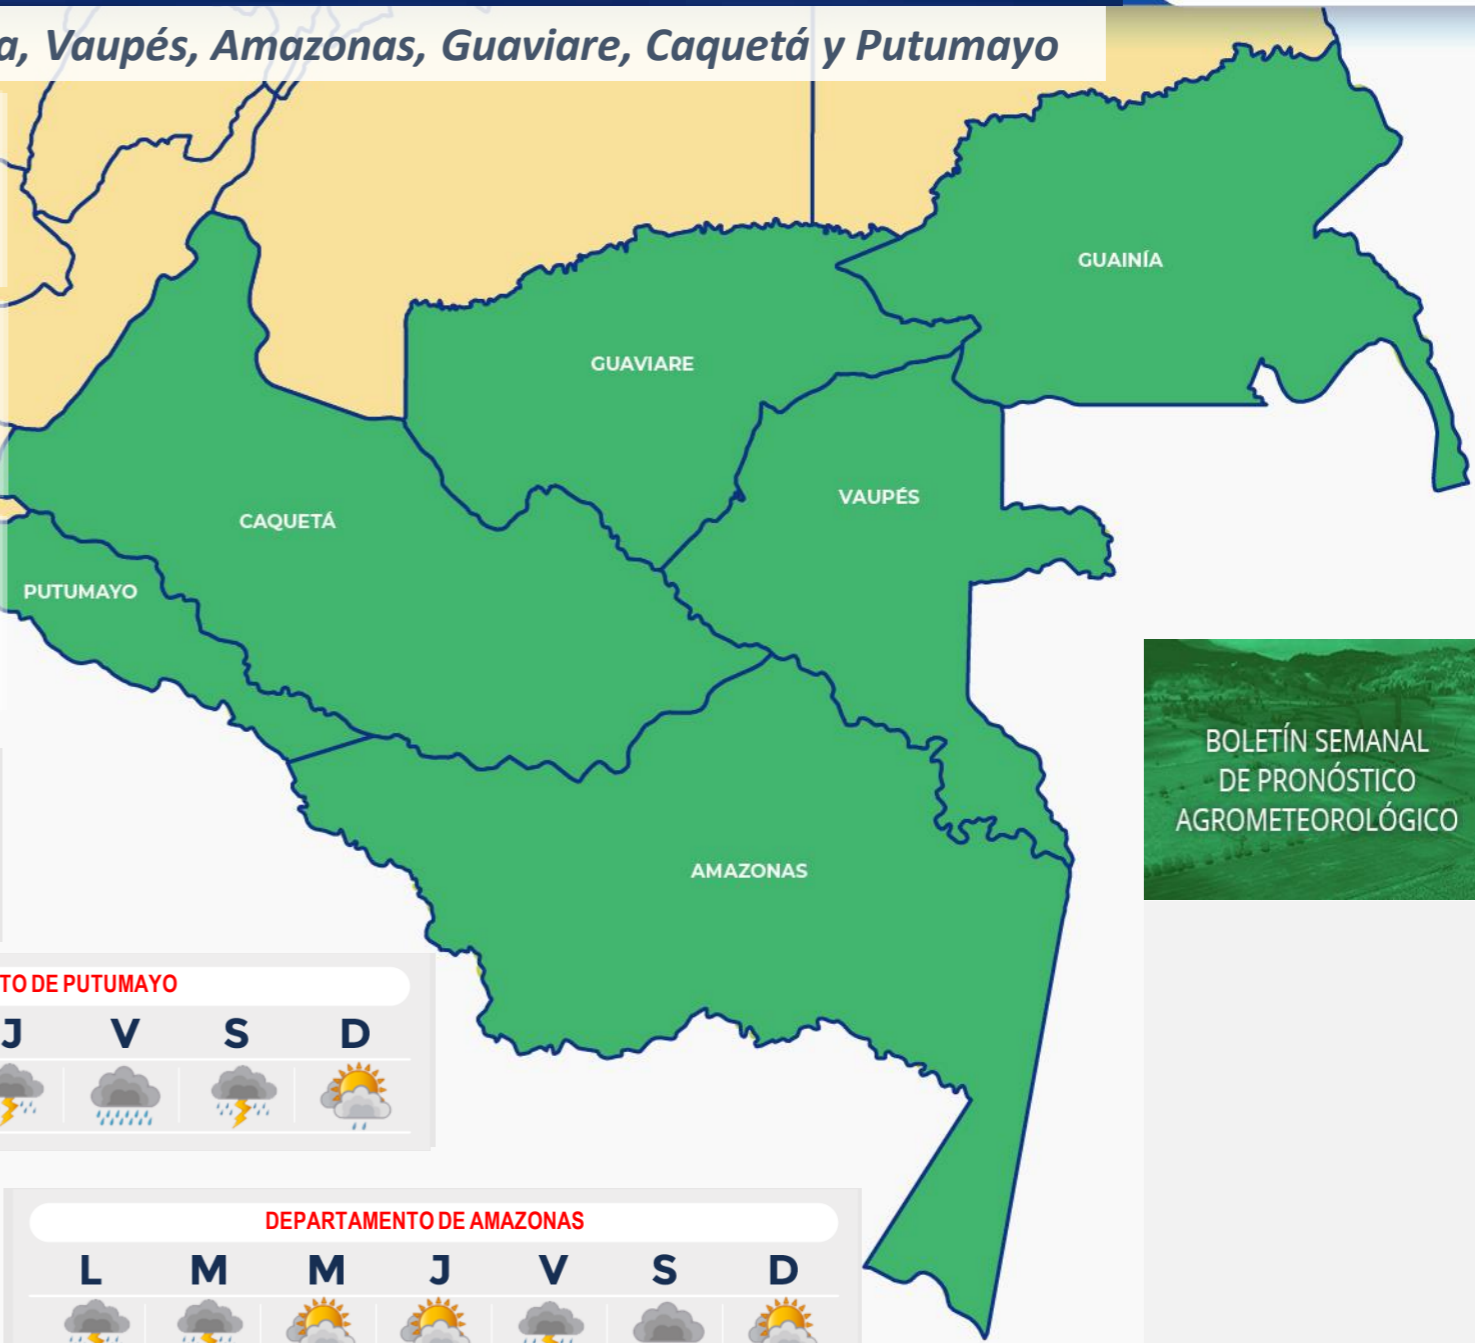 a, Vaupés, Amazonas, Guaviare, Caquetá y Putumayo
GUAINÍA
GUAVIARE
VAUPÉS
CAQUETÁ
PUTUMAYO
BOLETÍN SEMANAL
DE PRONÓSTICO
AGROMETEOROLÓGICO
AMAZONAS
TO DE PUTUMAYO
J V S D
DEPARTAMENTO DE AMAZONAS
L M M J V S D